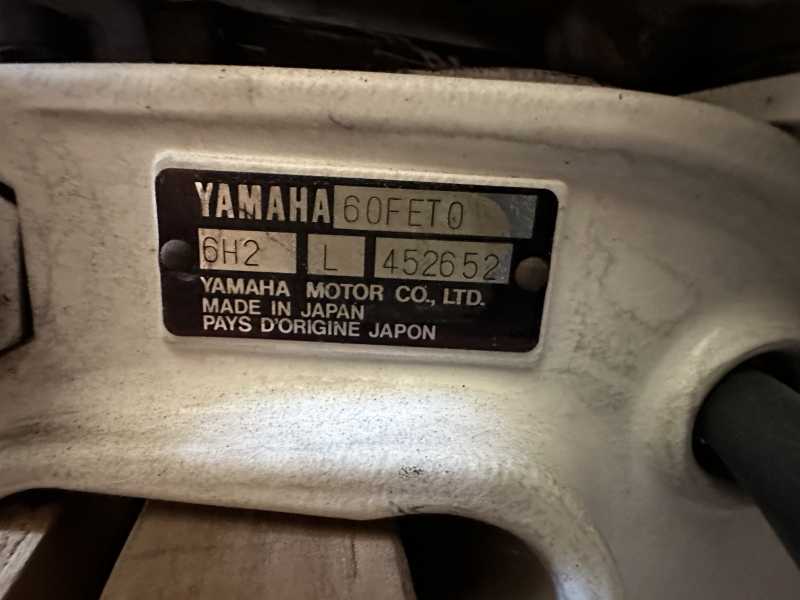 YAMAHA 60FETO
6H2 L 452652
YAMAHA MOTOR CO., LTD.
MADE IN JAPAN
PAYS D'ORIGINE JAPON